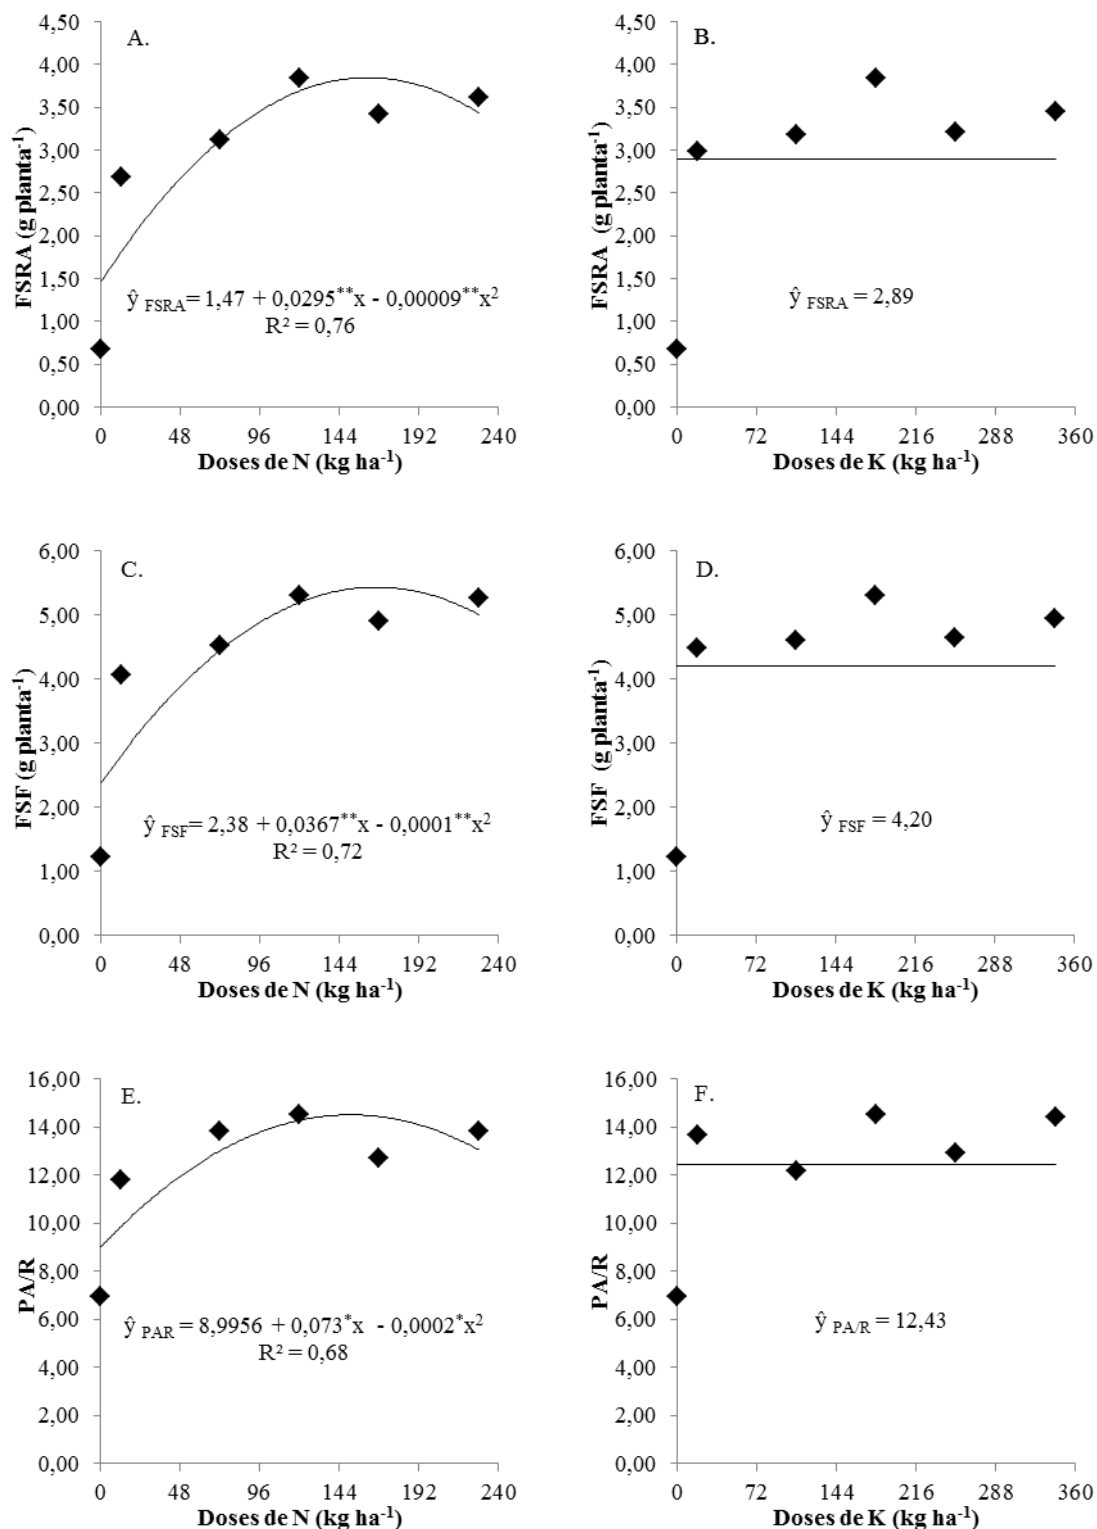 A.
FSRA (g planta⁻¹)
4,50
4,00
3,50
3,00
2,50
2,00
1,50
1,00
0,50
0,00
ŷ FSRA= 1,47 + 0,0295**x - 0,00009**x²
R² = 0,76
0 48 96 144 192 240
Doses de N (kg ha⁻¹)
B.
FSRA (g planta⁻¹)
4,50
4,00
3,50
3,00
2,50
2,00
1,50
1,00
0,50
0,00
ŷ FSRA = 2,89
0 72 144 216 288 360
Doses de K (kg ha⁻¹)
C.
FSF (g planta⁻¹)
6,00
5,00
4,00
3,00
2,00
1,00
0,00
ŷ FSF= 2,38 + 0,0367**x - 0,0001**x²
R² = 0,72
0 48 96 144 192 240
Doses de N (kg ha⁻¹)
D.
FSF (g planta⁻¹)
6,00
5,00
4,00
3,00
2,00
1,00
0,00
ŷ FSF = 4,20
0 72 144 216 288 360
Doses de K (kg ha⁻¹)
E.
PA/R
16,00
14,00
12,00
10,00
8,00
6,00
4,00
2,00
0,00
ŷ PAR = 8,9956 + 0,073*x - 0,0002*x²
R² = 0,68
0 48 96 144 192 240
Doses de N (kg ha⁻¹)
F.
PA/R
16,00
14,00
12,00
10,00
8,00
6,00
4,00
2,00
0,00
ŷ PA/R = 12,43
0 72 144 216 288 360
Doses de K (kg ha⁻¹)